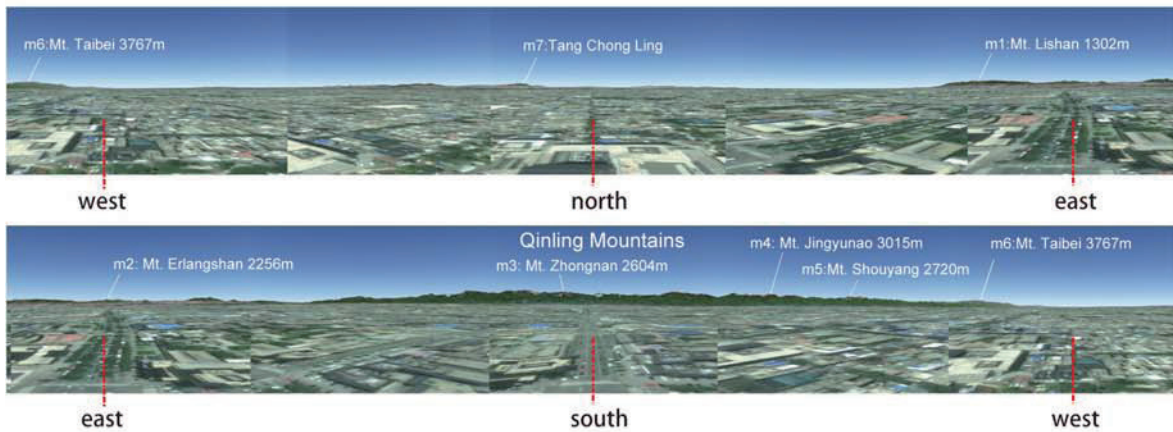 m6:Mt. Taibei 3767m
m7:Tang Chong Ling
m1:Mt. Lishan 1302m
west
north
east
Qinling Mountains
m2: Mt. Erlangshan 2256m
m3: Mt. Zhongnan 2604m
m4: Mt. Jingyunao 3015m
m5:Mt. Shouyang 2720m
m6:Mt. Taibei 3767m
east
south
west